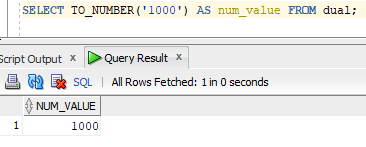 SELECT TO_NUMBER('1000') AS num_value FROM dual;
Script Output × Query Result ×
SQL | All Rows Fetched: 1 in 0 seconds
NUM_VALUE
1 1000